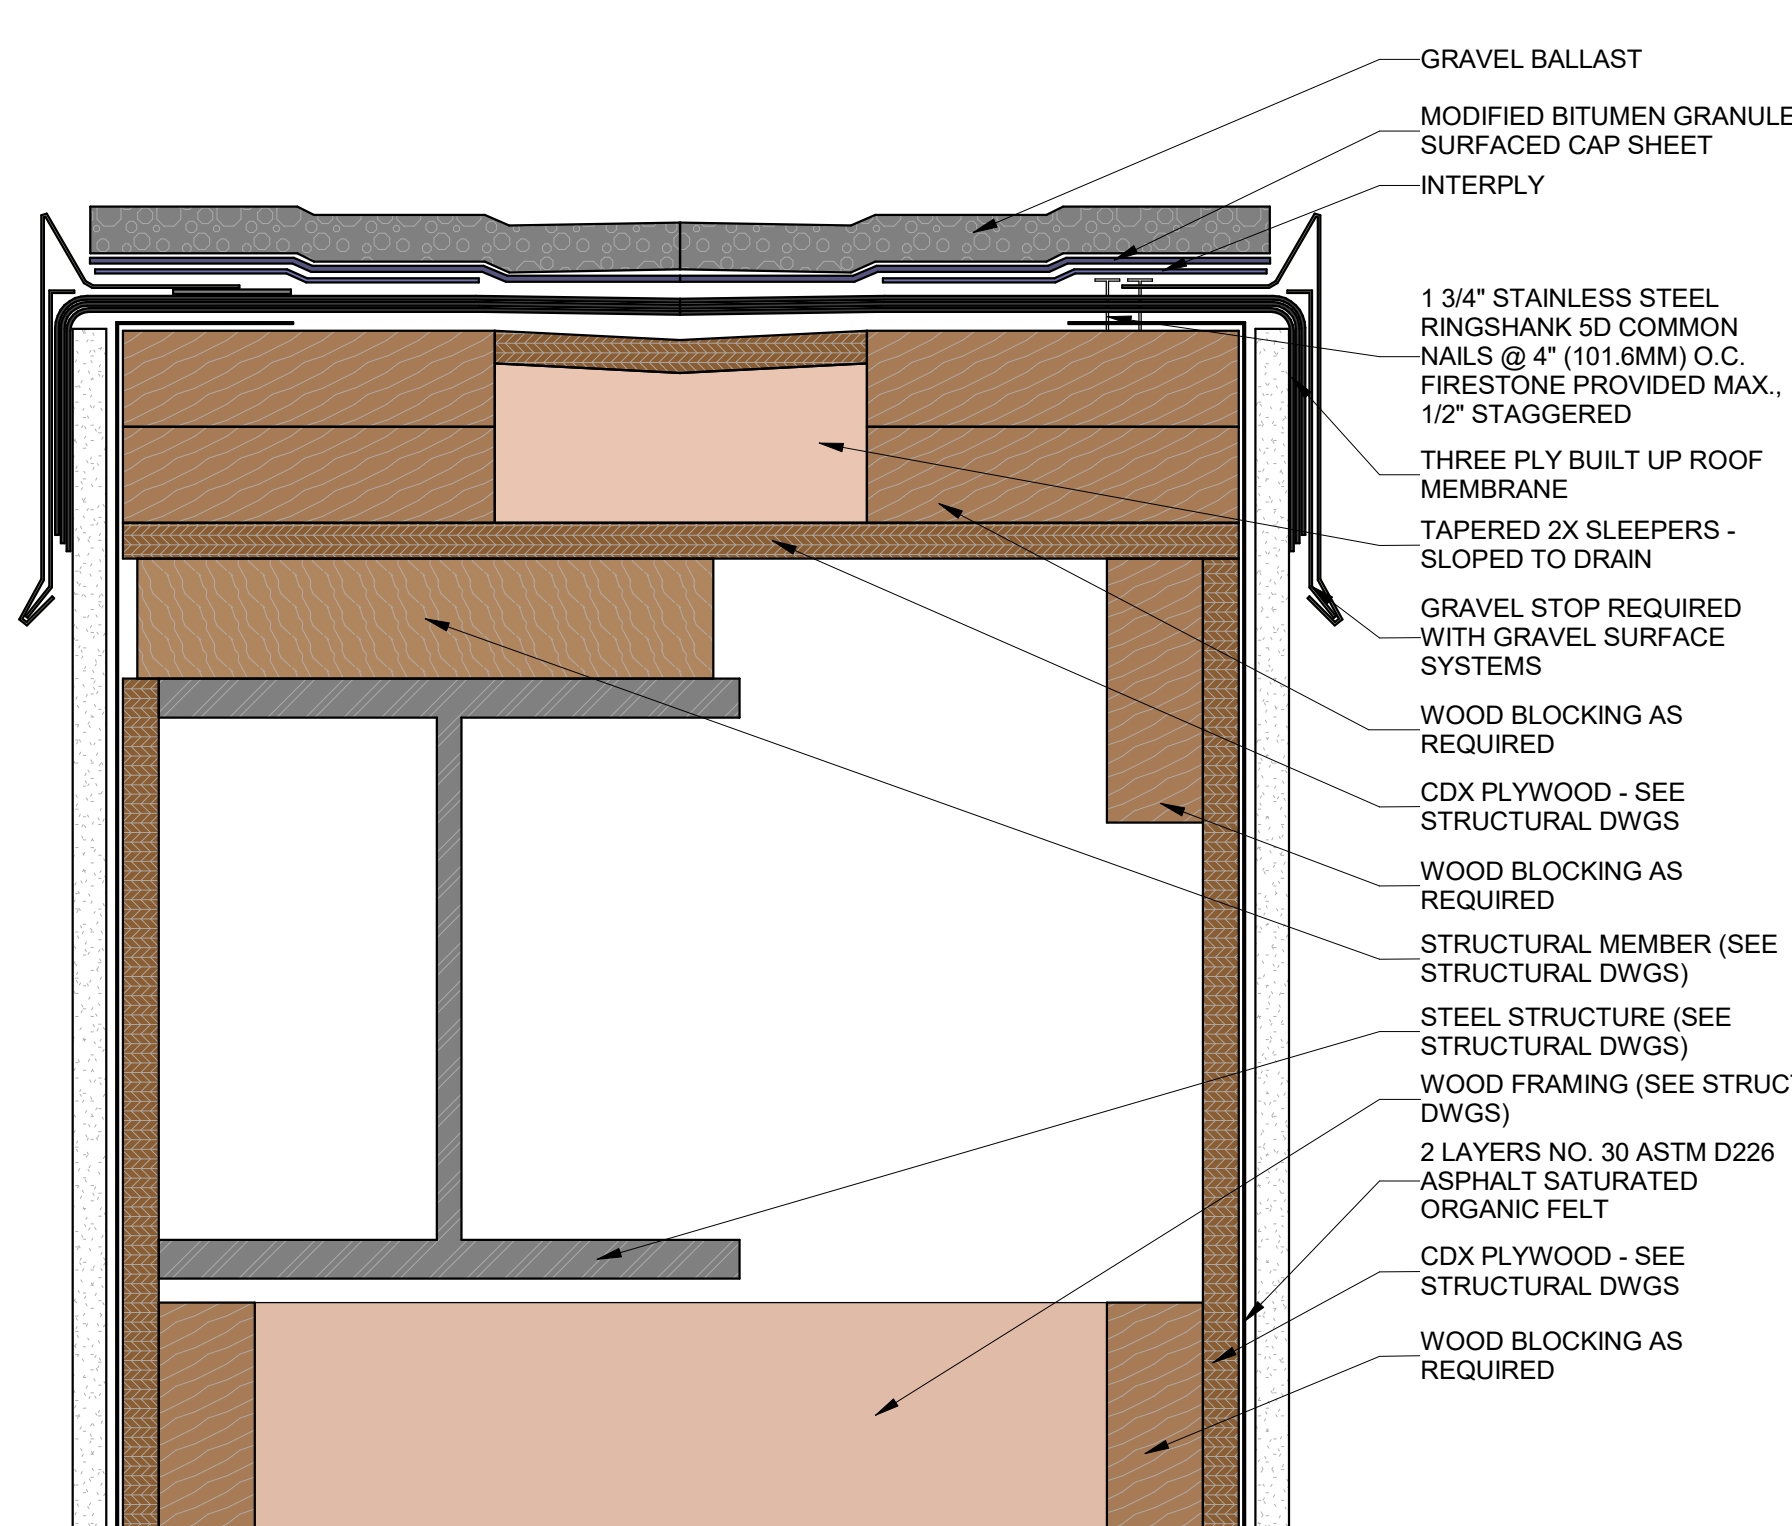 GRAVEL BALLAST
MODIFIED BITUMEN GRANULE
SURFACED CAP SHEET
INTERPLY
1 3/4" STAINLESS STEEL
RINGSHANK 5D COMMON
NAILS @ 4" (101.6MM) O.C.
FIRESTONE PROVIDED MAX.,
1/2" STAGGERED
THREE PLY BUILT UP ROOF
MEMBRANE
TAPERED 2X SLEEPERS -
SLOPED TO DRAIN
GRAVEL STOP REQUIRED
WITH GRAVEL SURFACE
SYSTEMS
WOOD BLOCKING AS
REQUIRED
CDX PLYWOOD - SEE
STRUCTURAL DWGS
WOOD BLOCKING AS
REQUIRED
STRUCTURAL MEMBER (SEE
STRUCTURAL DWGS)
STEEL STRUCTURE (SEE
STRUCTURAL DWGS)
WOOD FRAMING (SEE STRUCT
DWGS)
2 LAYERS NO. 30 ASTM D226
ASPHALT SATURATED
ORGANIC FELT
CDX PLYWOOD - SEE
STRUCTURAL DWGS
WOOD BLOCKING AS
REQUIRED